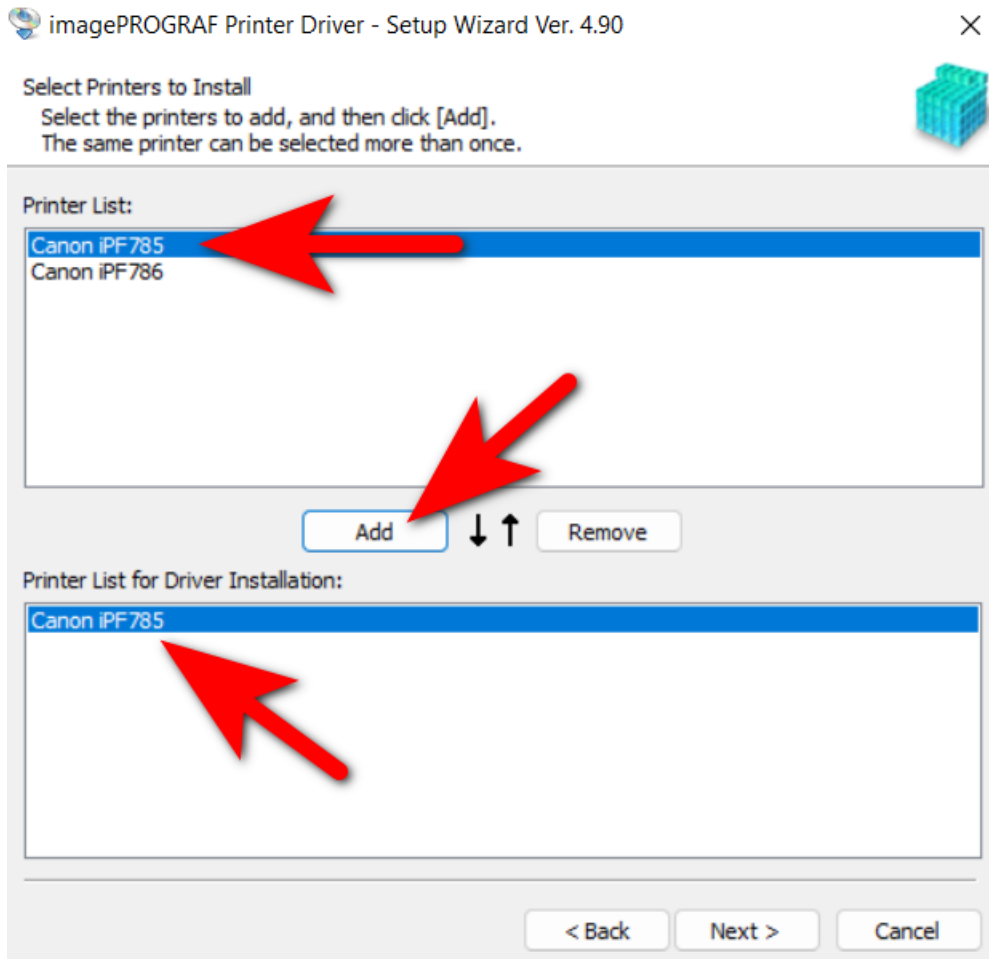 imagePROGRAF Printer Driver - Setup Wizard Ver. 4.90
Select Printers to Install
Select the printers to add, and then click [Add].
The same printer can be selected more than once.
Printer List:
Canon iPF785
Canon iPF786
Add
Remove
Printer List for Driver Installation:
Canon iPF785
< Back
Next >
Cancel